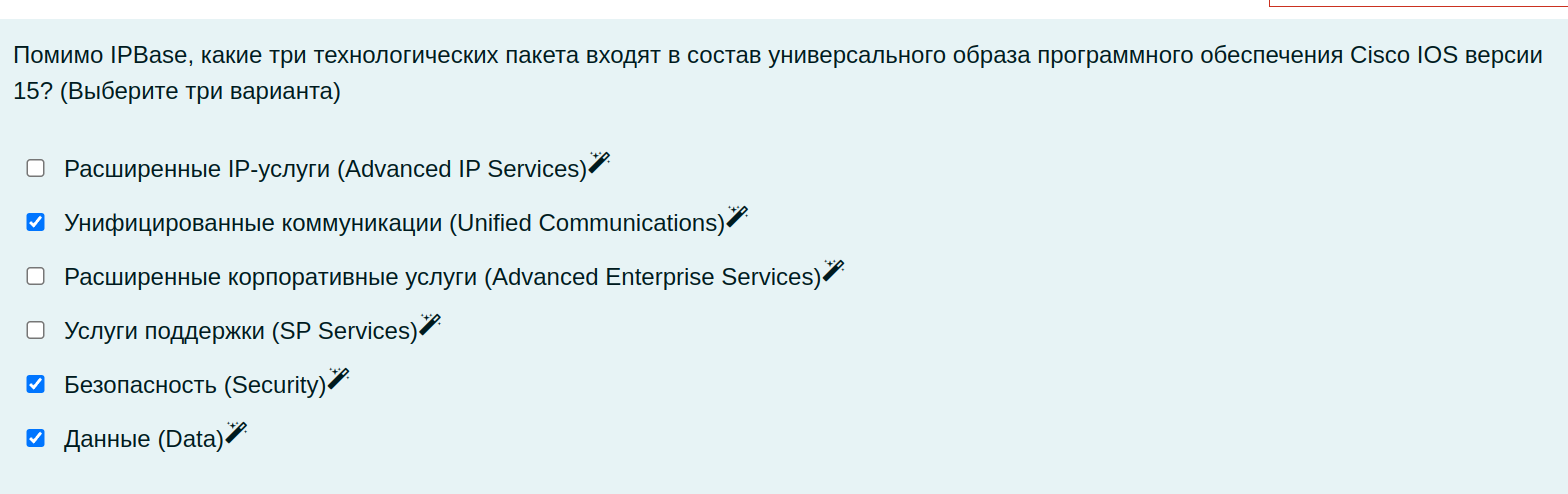 Помимо IPBase, какие три технологических пакета входят в состав универсального образа программного обеспечения Cisco IOS версии
15? (Выберите три варианта)
Расширенные IP-услуги (Advanced IP Services)
Унифицированные коммуникации (Unified Communications)
Расширенные корпоративные услуги (Advanced Enterprise Services)
Услуги поддержки (SP Services)
Безопасность (Security)
Данные (Data)